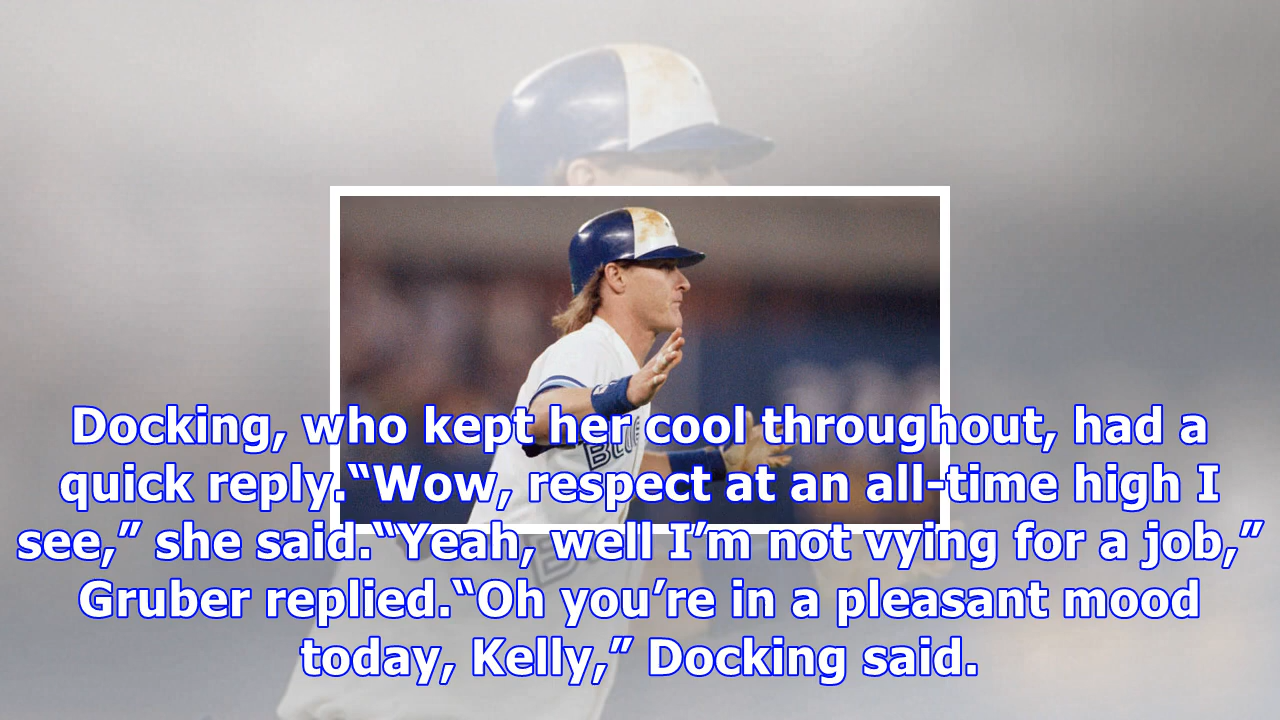 Docking, who kept her cool throughout, had a
quick reply.“Wow, respect at an all-time high I
see,” she said.“Yeah, well I’m not vying for a job,”
Gruber replied.“Oh you’re in a pleasant mood
today, Kelly,” Docking said.